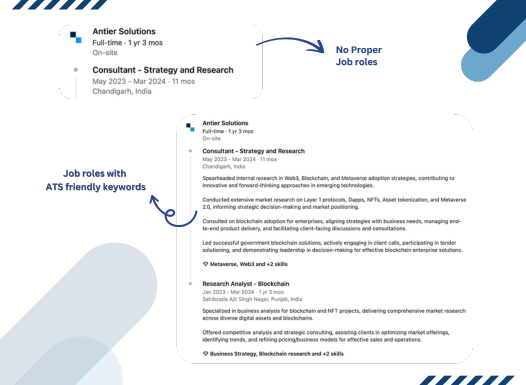 Antier Solutions
Full-time · 1 yr 3 mos
On-site
Consultant - Strategy and Research
May 2023 - Mar 2024 · 11 mos
Chandigarh, India
No Proper
Job roles
Job roles with
ATS friendly keywords
Antier Solutions
Full-time · 1 yr 3 mos
On-site
Consultant - Strategy and Research
May 2023 - Mar 2024 · 11 mos
Chandigarh, India
Spearheaded internal research in Web3, Blockchain, and Metaverse adoption strategies, contributing to
innovative and forward-thinking approaches in emerging technologies.
Conducted extensive market research on Layer 1 protocols, Dapps, NFTs, Asset tokenization, and Metaverse
2.0, informing strategic decision-making and market positioning.
Consulted on blockchain adoption for enterprises, aligning strategies with business needs, managing end-
to-end product delivery, and facilitating client-facing discussions and consultations.
Led successful government blockchain solutions, actively engaging in client calls, participating in tender
solutioning, and demonstrating leadership in decision-making for effective blockchain enterprise solutions.
Metaverse, Web3 and +2 skills
Research Analyst - Blockchain
Jan 2023 - Mar 2024 · 1 yr 3 mos
Sahibzada Ajit Singh Nagar, Punjab, India
Specialized in business analysis for blockchain and NFT projects, delivering comprehensive market research
across diverse digital assets and blockchains.
Offered competitive analysis and strategic consulting, assisting clients in optimizing market offerings,
identifying trends, and refining pricing/business models for effective sales and operations.
Business Strategy, Blockchain research and +2 skills